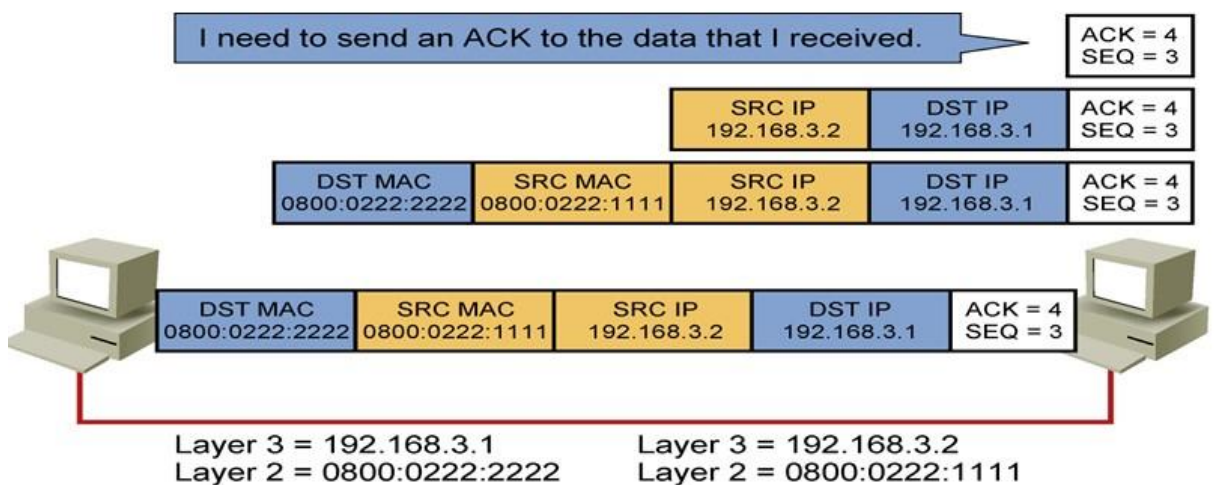 I need to send an ACK to the data that I received.
ACK = 4
SEQ = 3
SRC IP
192.168.3.2
DST IP
192.168.3.1
ACK = 4
SEQ = 3
DST MAC
0800:0222:2222
SRC MAC
0800:0222:1111
SRC IP
192.168.3.2
DST IP
192.168.3.1
ACK = 4
SEQ = 3
DST MAC
0800:0222:2222
SRC MAC
0800:0222:1111
SRC IP
192.168.3.2
DST IP
192.168.3.1
ACK = 4
SEQ = 3
Layer 3 = 192.168.3.1
Layer 2 = 0800:0222:2222
Layer 3 = 192.168.3.2
Layer 2 = 0800:0222:1111